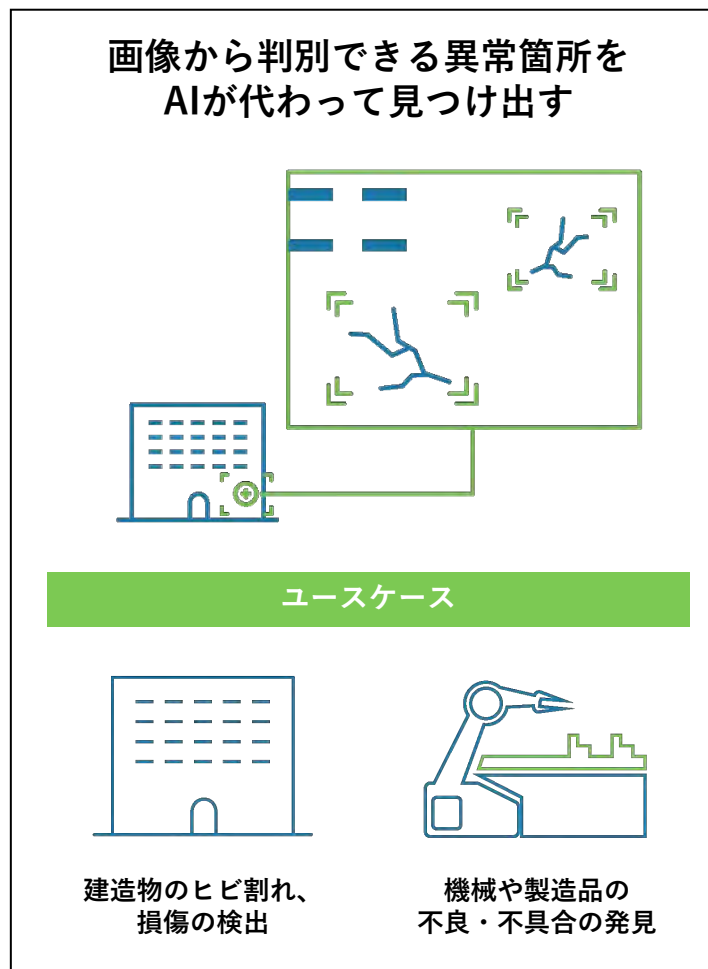 画像から判別できる異常箇所を
AIが代わって見つけ出す
ユースケース
建造物のヒビ割れ、
損傷の検出
機械や製造品の
不良・不具合の発見